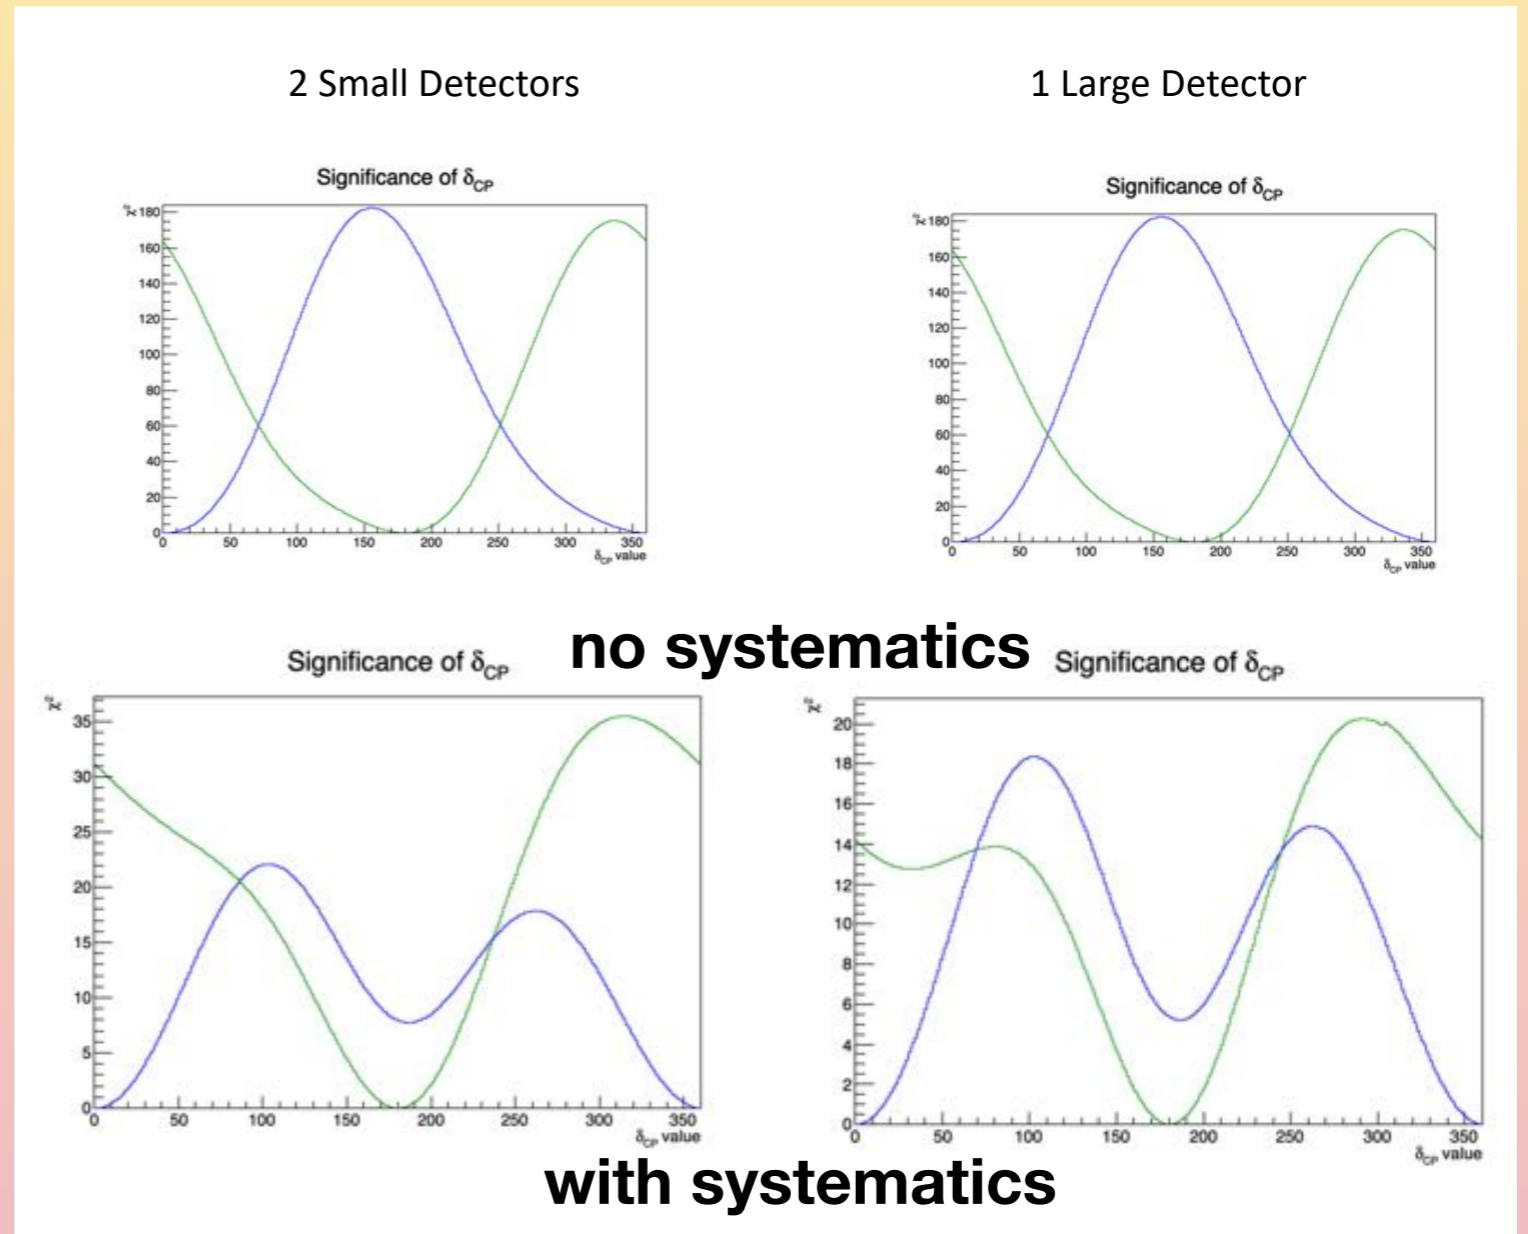 2 Small Detectors
1 Large Detector
Significance of δCP
χ²
180
160
140
120
100
80
60
40
20
0
0 50 100 150 200 250 300 350
δCP value
Significance of δCP
χ²
180
160
140
120
100
80
60
40
20
0
0 50 100 150 200 250 300 350
δCP value
no systematics
Significance of δCP
χ²
35
30
25
20
15
10
5
0
0 50 100 150 200 250 300 350
δCP value
Significance of δCP
χ²
20
18
16
14
12
10
8
6
4
2
0
0 50 100 150 200 250 300 350
δCP value
with systematics